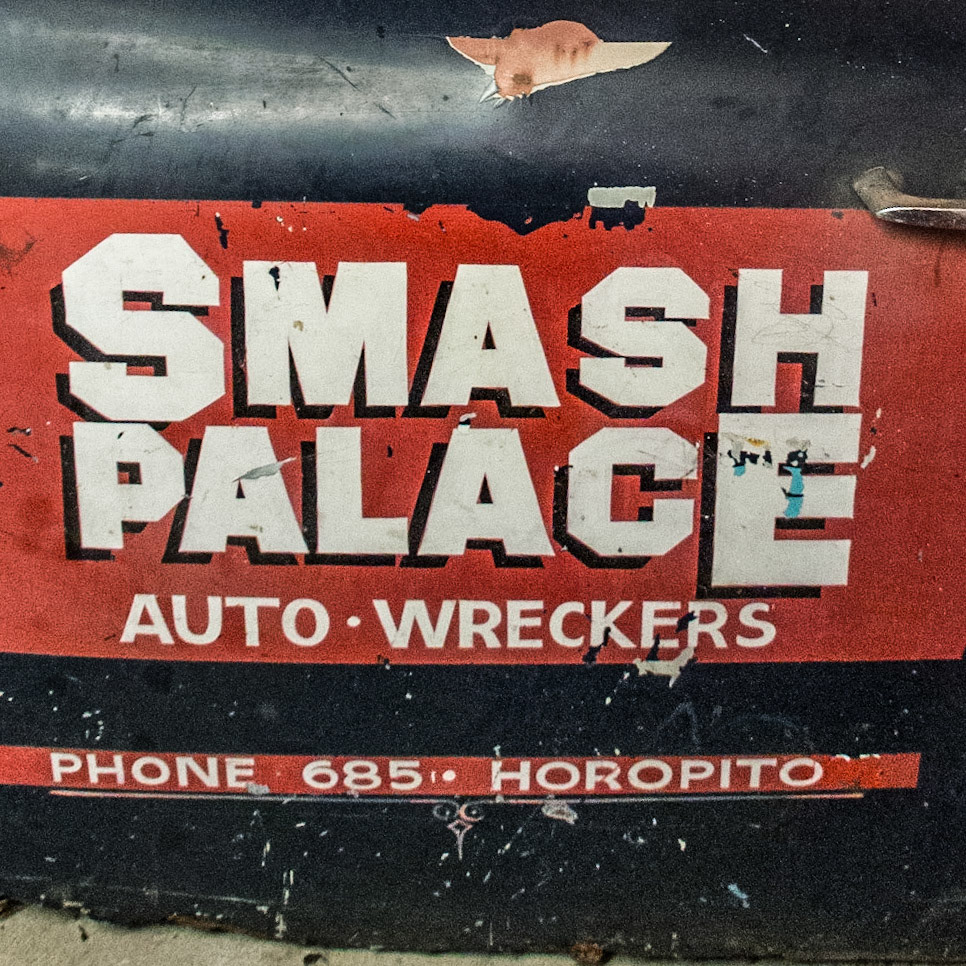 SMASH
PALACE
AUTO · WRECKERS
PHONE 685 • HOROPITO